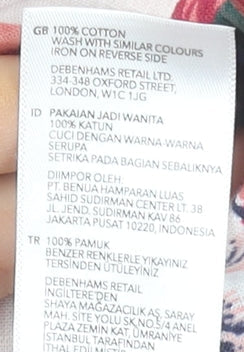 GB 100% COTTON
WASH WITH SIMILAR COLOURS
IRON ON REVERSE SIDE
DEBENHAMS RETAIL LTD.
334-348 OXFORD STREET,
LONDON, W1C 1JG
ID PAKAIAN JADI WANITA
100% KATUN
CUCI DENGAN WARNA-WARNA
SERUPA
SETRIKA PADA BAGIAN SEBALIKNYA
DIIMPOR OLEH:
PT. BENUA HAMPARAN LUAS
SAHID SUDIRMAN CENTER LT. 38
JL. JEND. SUDIRMAN KAV 86
JAKARTA PUSAT 10220, INDONESIA
TR 100% PAMUK
BENZER RENKLERLE YIKAYINIZ
TERSİNDEN ÜTÜLEYİNİZ
DEBENHAMS RETAIL
İNGİLTERE'DEN
SHAYA MAĞAZACILIK AŞ. SARAY
MAH. SİTE YOLU SK.NO.5/4 ANEL
PLAZA ZEMİN KAT, ÜMRANİYE
İSTANBUL TARAFINDAN
İTHAL EDİLMİŞTİR